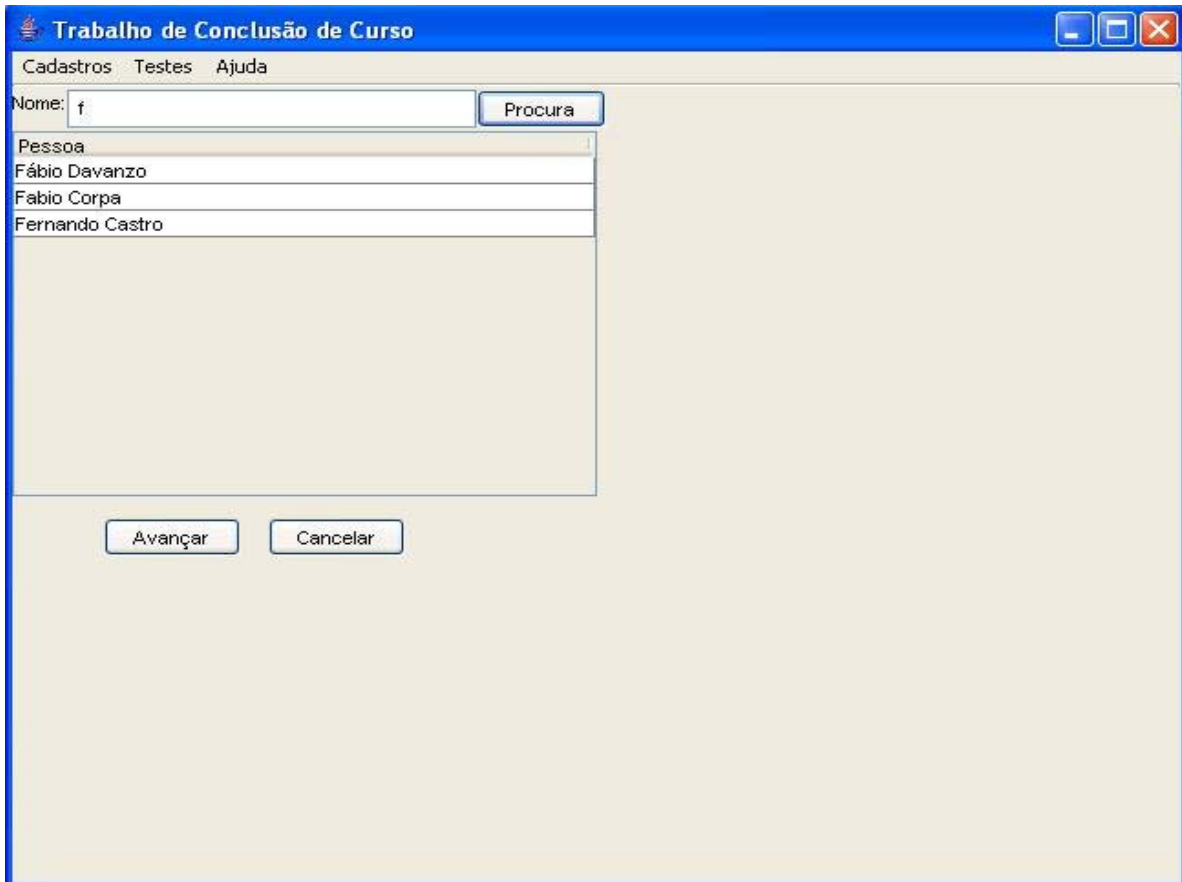 Trabalho de Conclusão de Curso
Cadastros Testes Ajuda
Nome: f Procura
Pessoa
Fábio Davanzo
Fabio Corpa
Fernando Castro
Avançar Cancelar